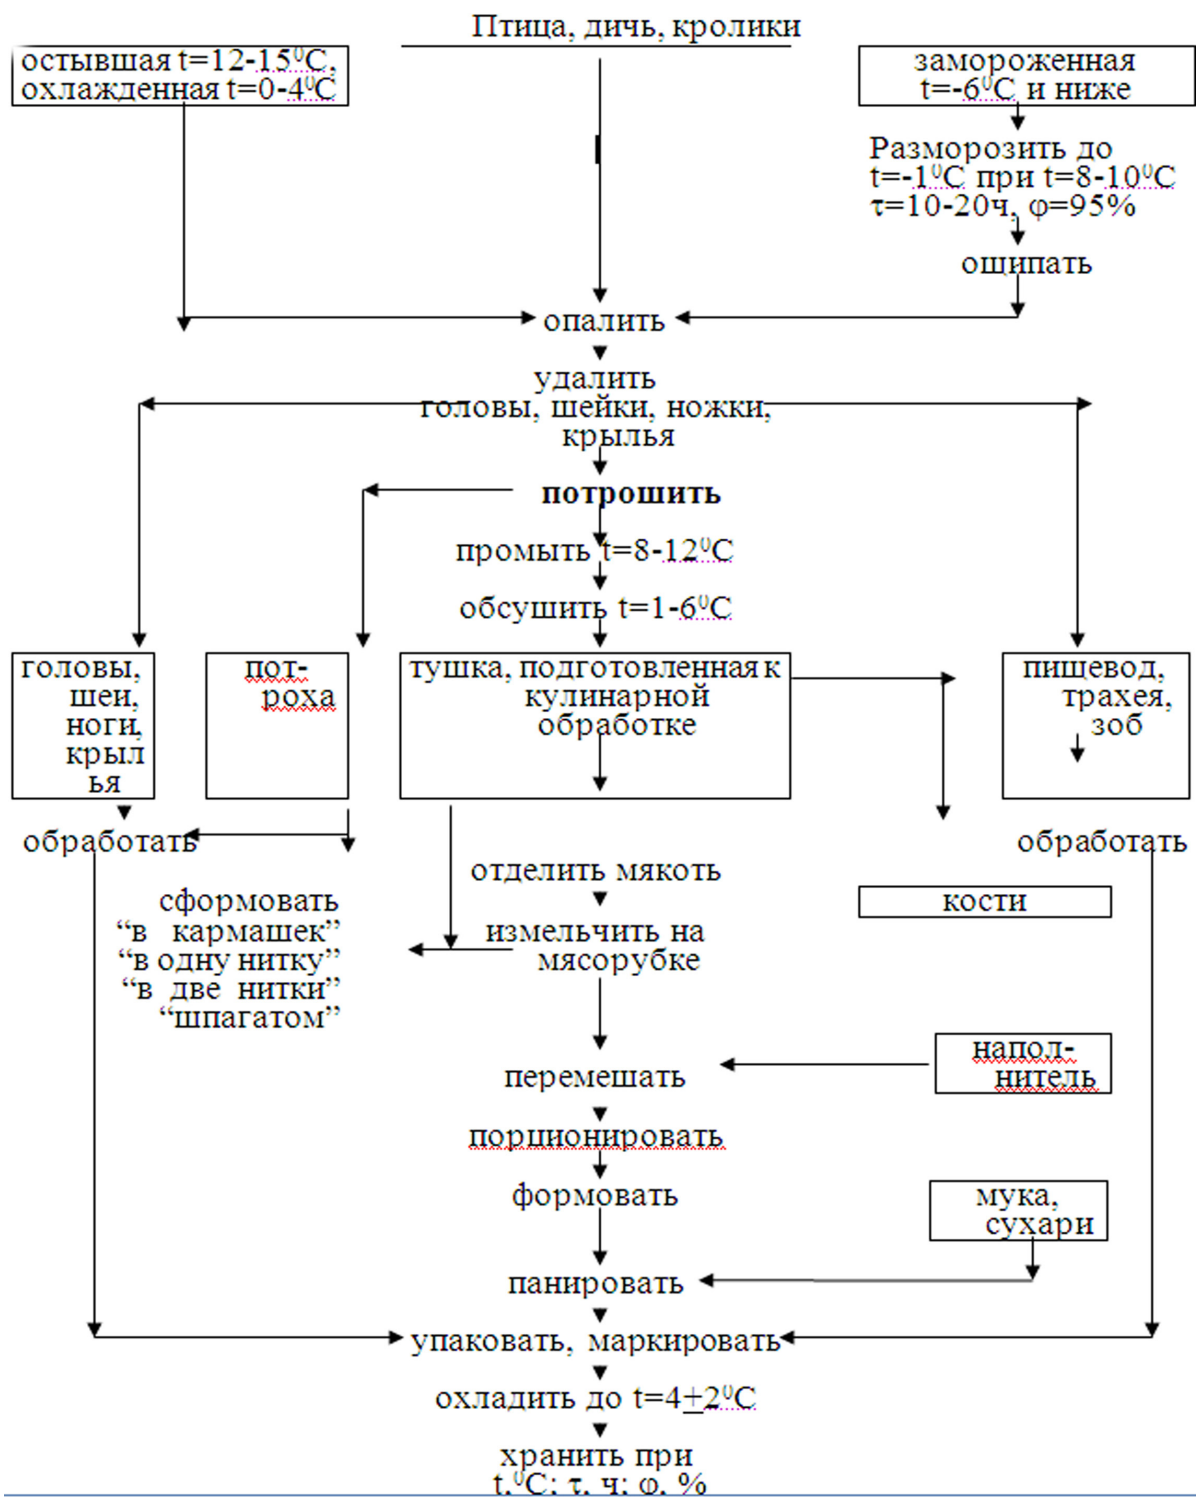 Птица, дичь, кролики
остывшая t=12-15⁰С,
охлажденная t=0-4⁰С
замороженная
t=-6⁰С и ниже
Разморозить до
t=-1⁰С при t=8-10⁰С
τ=10-20ч, φ=95%
ощипать
опалить
удалить
головы, шейки, ножки,
крылья
потрошить
промыть t=8-12⁰С
обсушить t=1-6⁰С
головы,
шеи,
ноги,
крыл
ья
пот-
роха
тушка, подготовленная к
кулинарной
обработке
пищевод,
трахея,
зоб
обработать
обработать
отделить мякоть
кости
сформовать
“в кармашек”
“в одну нитку”
“в две нитки”
“шпагатом”
измельчить на
мясорубке
напол-
нитель
перемешать
порционировать
формовать
мука,
сухари
панировать
упаковать, маркировать
охладить до t=4±2⁰С
хранить при
t,⁰С; τ, ч; φ, %